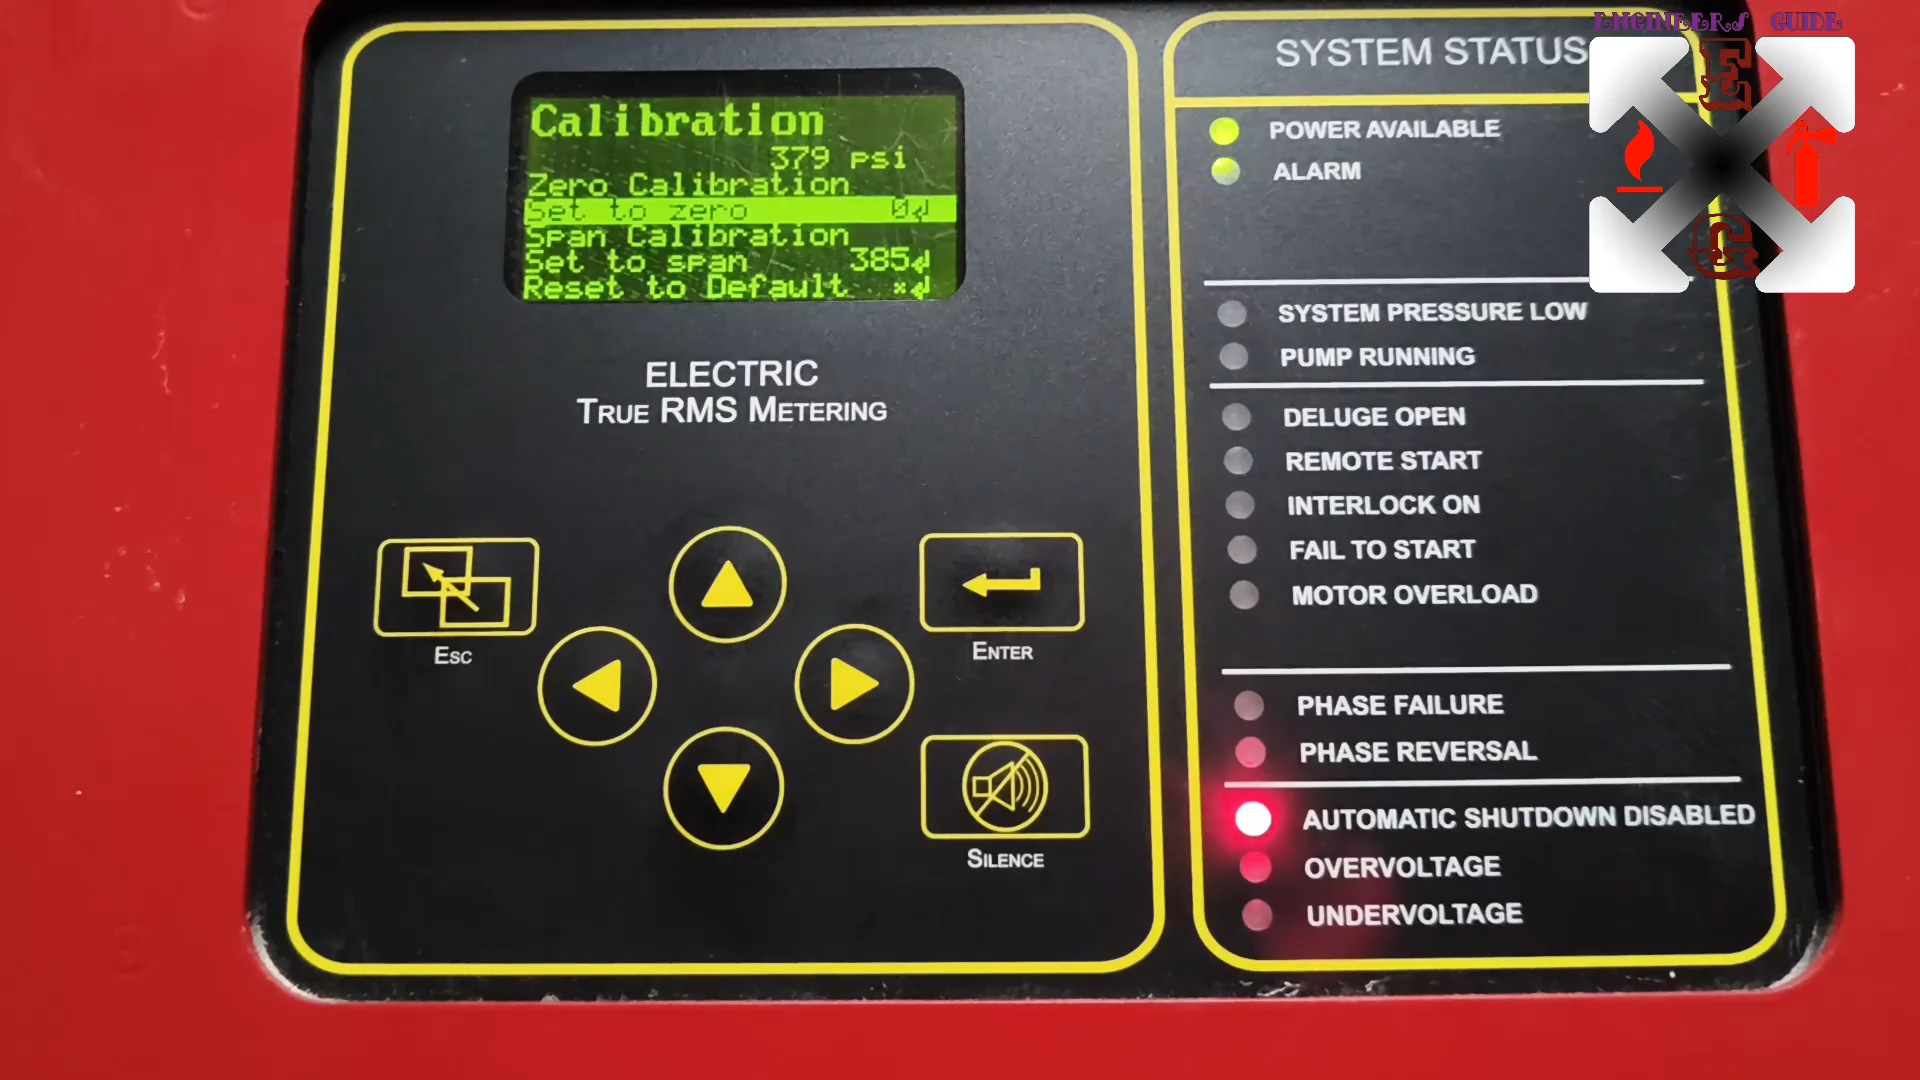 ENGINEERS GUIDE
E
G
Calibration
379 psi
Zero Calibration
Set to zero 0
Span Calibration
Set to span 385
Reset to Default ×
ELECTRIC
TRUE RMS METERING
ESC
ENTER
SILENCE
SYSTEM STATUS
POWER AVAILABLE
ALARM
SYSTEM PRESSURE LOW
PUMP RUNNING
DELUGE OPEN
REMOTE START
INTERLOCK ON
FAIL TO START
MOTOR OVERLOAD
PHASE FAILURE
PHASE REVERSAL
AUTOMATIC SHUTDOWN DISABLED
OVERVOLTAGE
UNDERVOLTAGE